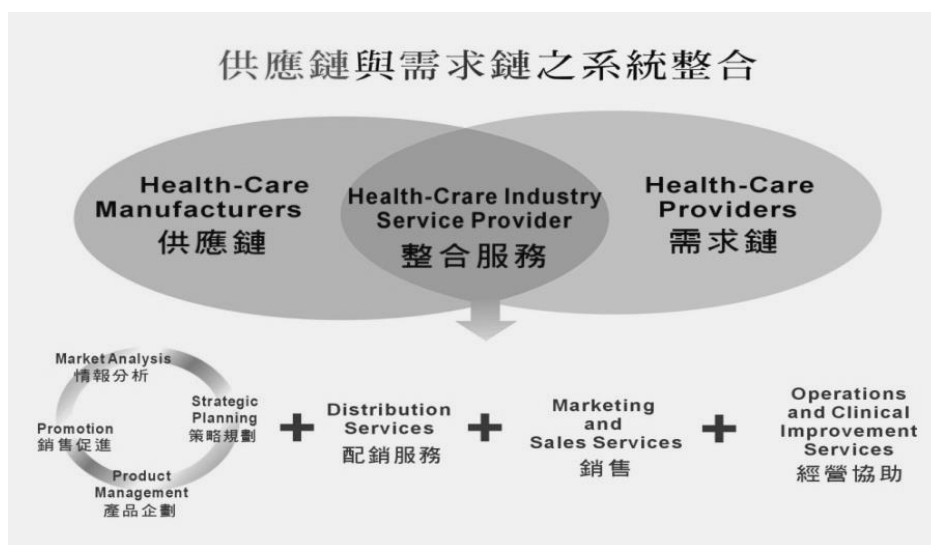 供應鏈與需求鏈之系統整合
Health-Care
Manufacturers
供應鏈
Health-Crare Industry
Service Provider
整合服務
Health-Care
Providers
需求鏈
Market Analysis
情報分析
Strategic
Planning
策略規劃
Promotion
銷售促進
Product
Management
產品企劃
+
Distribution
Services
配銷服務
+
Marketing
and
Sales Services
銷售
+
Operations
and Clinical
Improvement
Services
經營協助